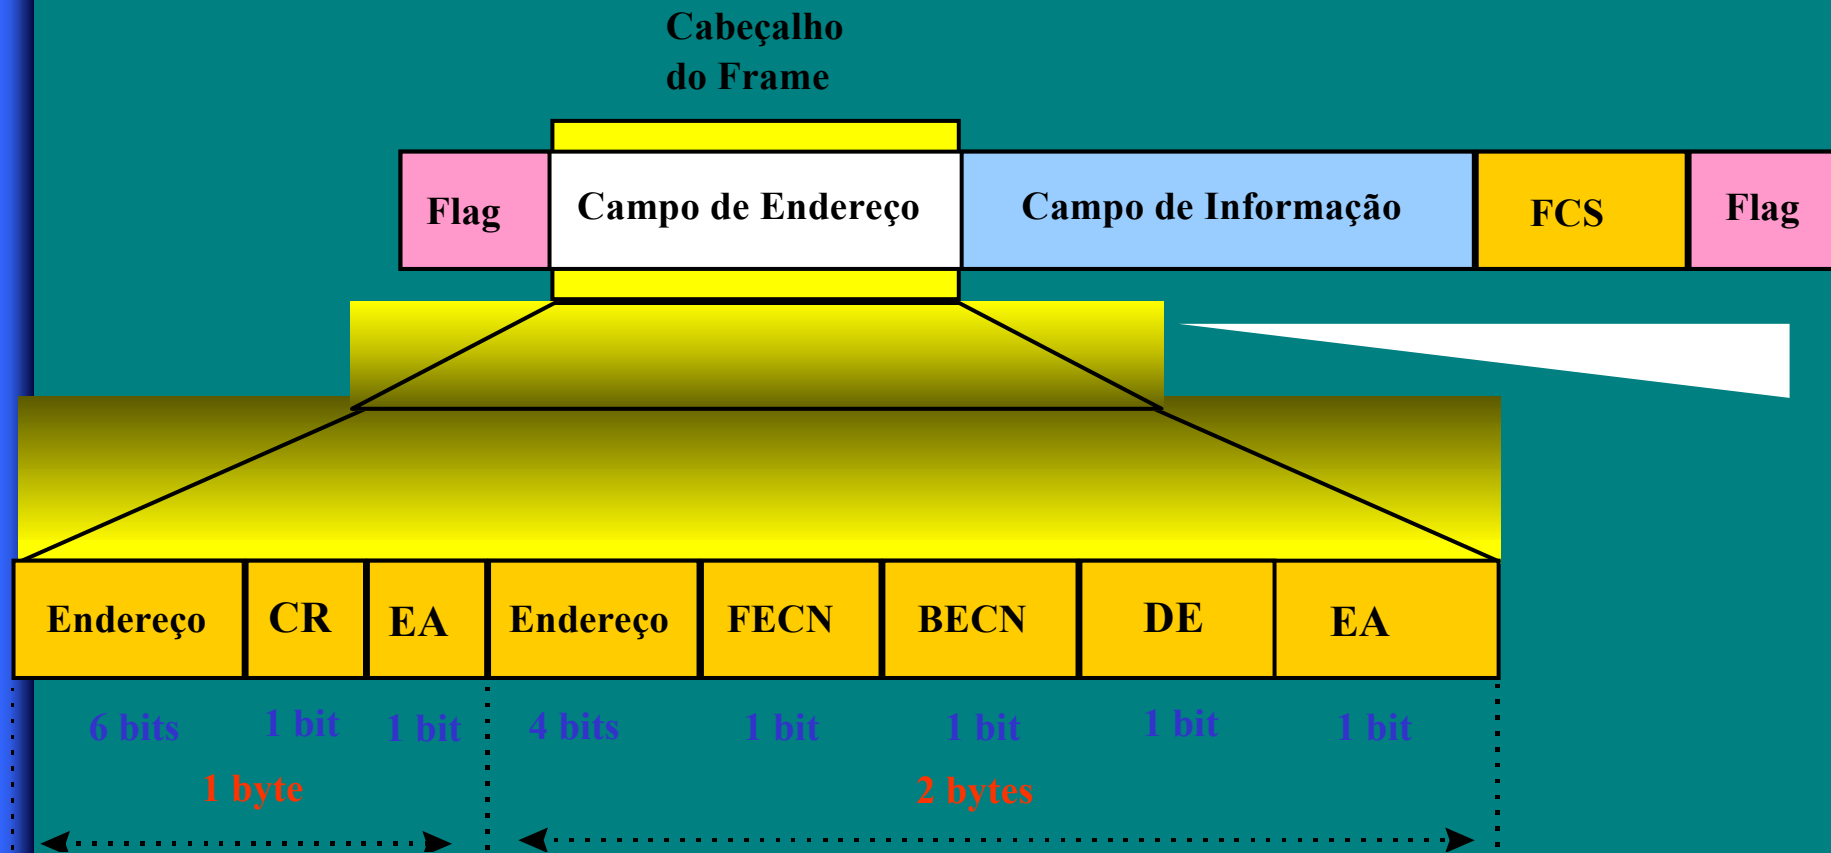 Cabeçalho
do Frame
Flag Campo de Endereço Campo de Informação FCS Flag
Endereço CR EA Endereço FECN BECN DE EA
6 bits 1 bit 1 bit 4 bits 1 bit 1 bit 1 bit 1 bit
1 byte 2 bytes